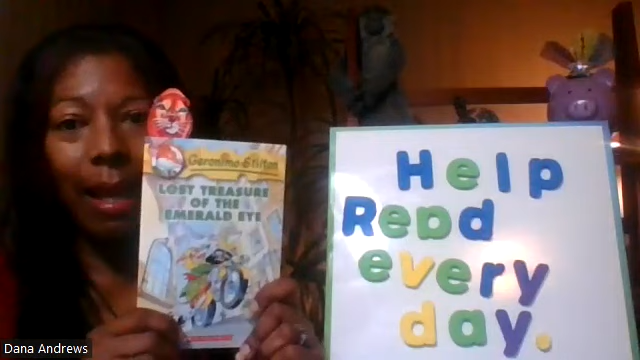 Geronimo Stilton
LOST TREASURE
OF THE
EMERALD EYE
Help
Read
every
day.
Dana Andrews